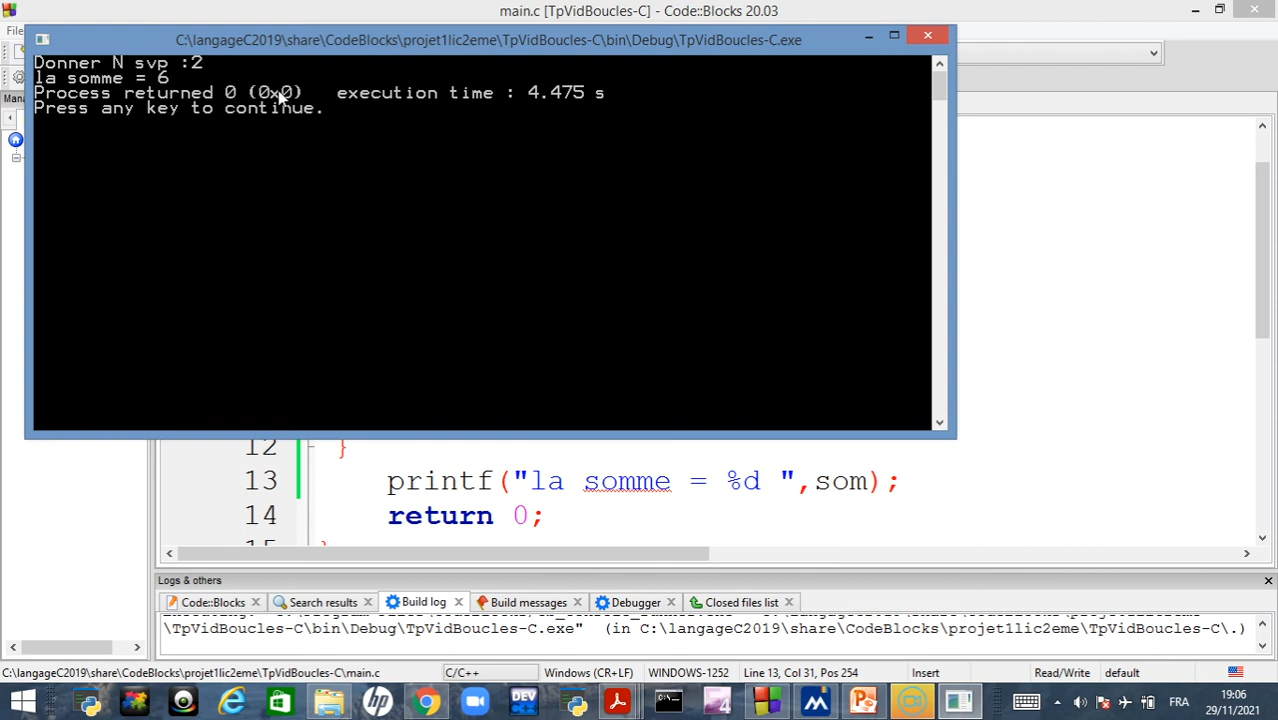 main.c [TpVidBoucles-C] - Code::Blocks 20.03
C:\langageC2019\share\CodeBlocks\projet1lic2eme\TpVidBoucles-C\bin\Debug\TpVidBoucles-C.exe
Donner N svp :2
la somme = 6
Process returned 0 (0x0)   execution time : 4.475 s
Press any key to continue.
12 }
13 printf("la somme = %d ",som);
14 return 0;
15 }
Logs & others
Code::Blocks Search results Build log Build messages Debugger Closed files list
\TpVidBoucles-C\bin\Debug\TpVidBoucles-C.exe"  (in C:\langageC2019\share\CodeBlocks\projet1lic2eme\TpVidBoucles-C\.)
C:\langageC2019\share\CodeBlocks\projet1lic2eme\TpVidBoucles-C\main.c C/C++ Windows (CR+LF) WINDOWS-1252 Line 13, Col 31, Pos 254 Insert Read/Write default
DEV 4 FRA 19:06
29/11/2021